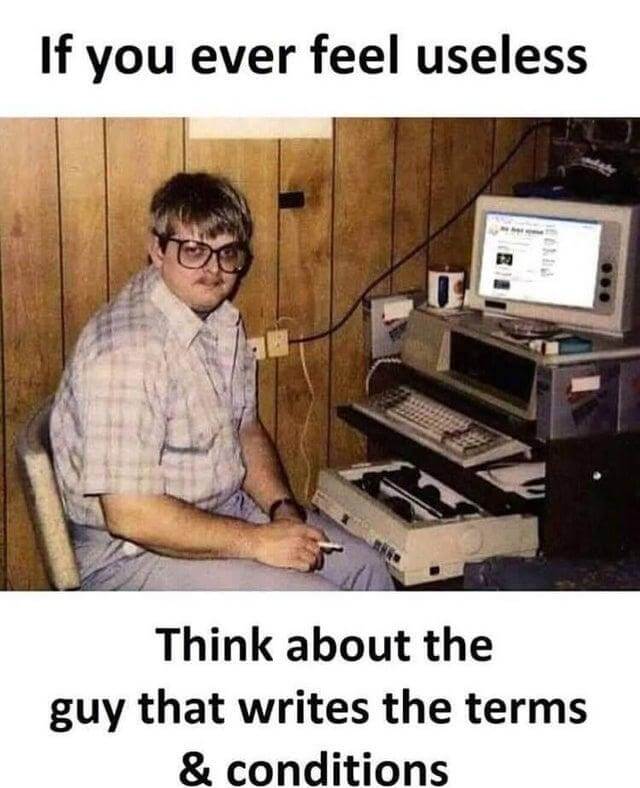 If you ever feel useless
Think about the
guy that writes the terms
& conditions